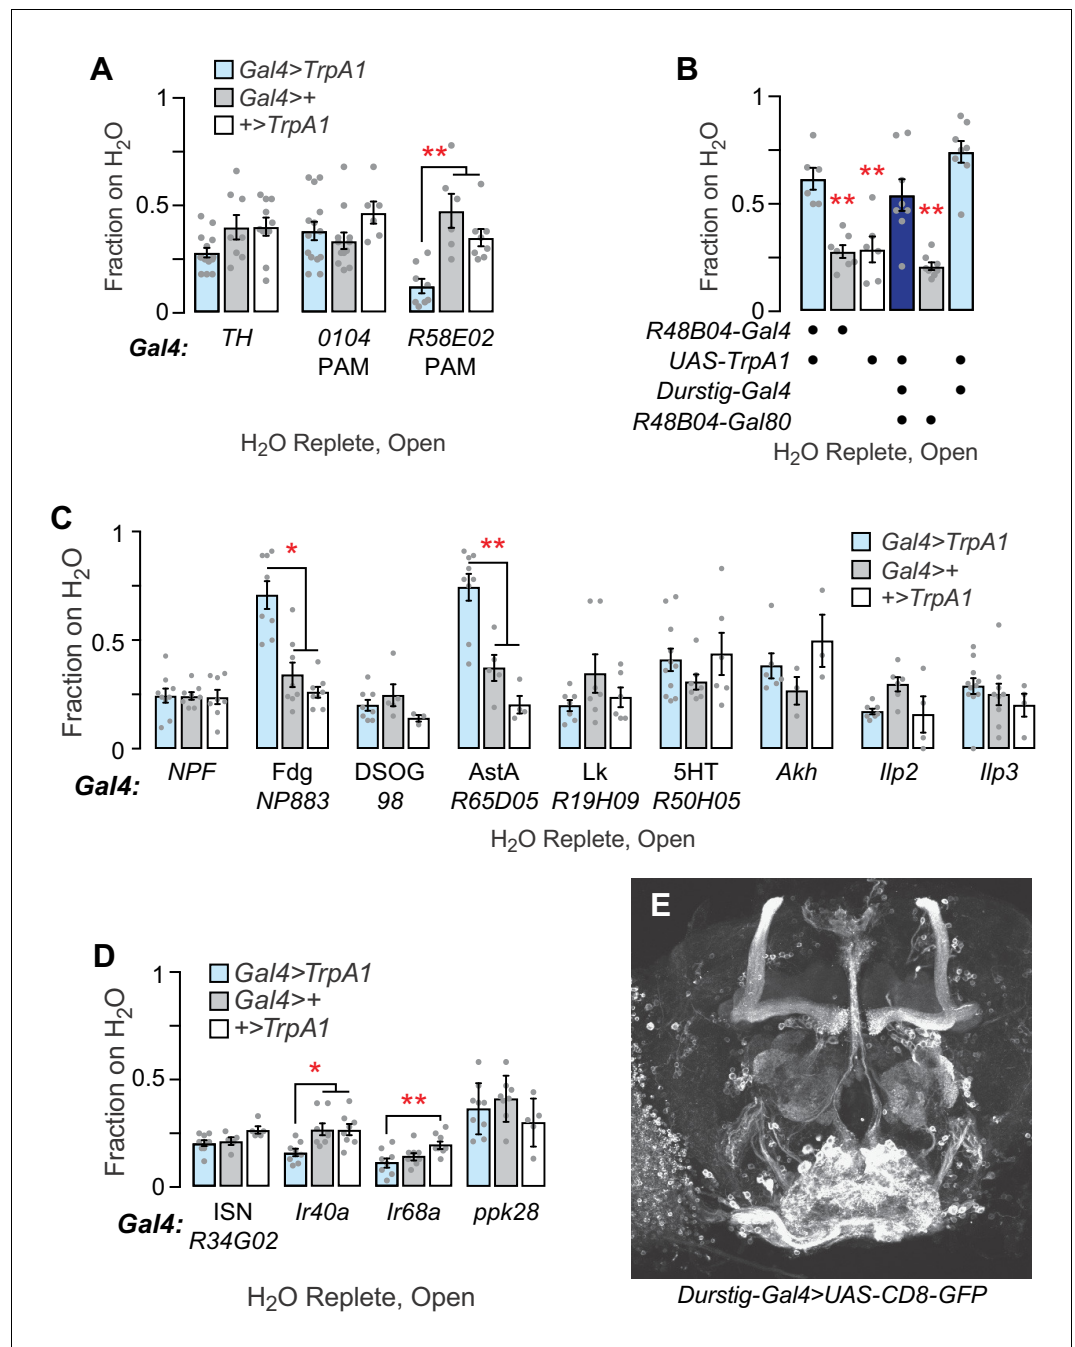 A
Gal4>TrpA1
Gal4>+
+>TrpA1
Fraction on H2O
1
0.5
0
**
Gal4:
TH
0104
PAM
R58E02
PAM
H2O Replete, Open
B
Fraction on H2O
1
0.5
0
**
**
**
R48B04-Gal4
UAS-TrpA1
Durstig-Gal4
R48B04-Gal80
H2O Replete, Open
C
Fraction on H2O
1
0.5
0
*
**
Gal4>TrpA1
Gal4>+
+>TrpA1
Gal4:
NPF
Fdg
NP883
DSOG
98
AstA
R65D05
Lk
R19H09
5HT
R50H05
Akh
Ilp2
Ilp3
H2O Replete, Open
D
Gal4>TrpA1
Gal4>+
+>TrpA1
Fraction on H2O
1
0.5
0
*
**
Gal4:
ISN
R34G02
Ir40a
Ir68a
ppk28
H2O Replete, Open
E
Durstig-Gal4>UAS-CD8-GFP